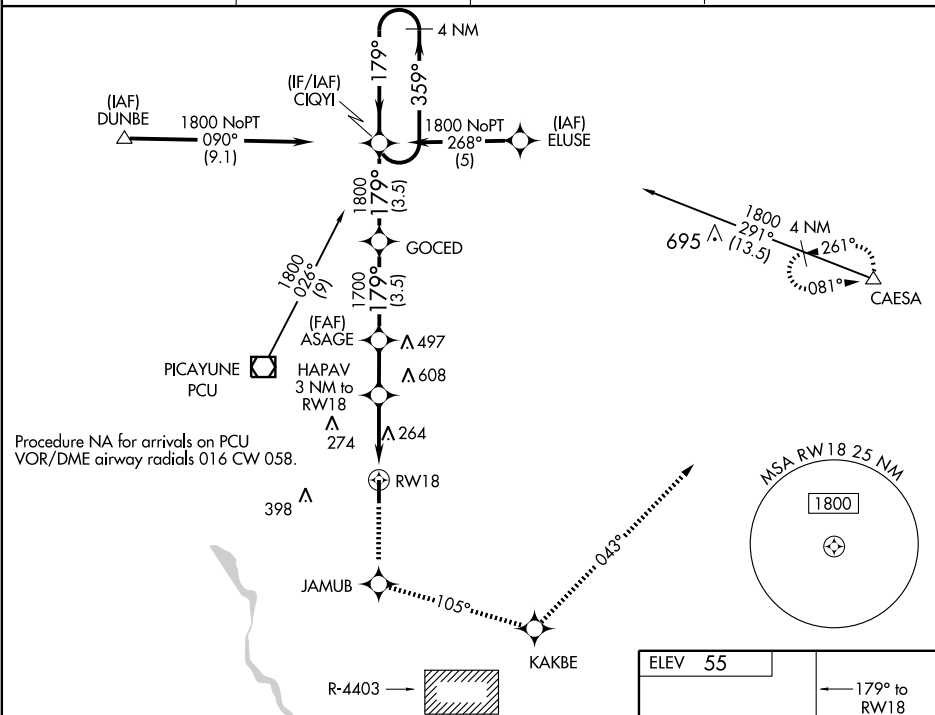 4 NM
179°
359°
(IF/IAF)
CIQYI
(IAF)
DUNBE
1800 NoPT
090°
(9.1)
1800 NoPT
268°
(5)
(IAF)
ELUSE
1800
179°
(3.5)
GOCED
1800
291°
(13.5)
695
4 NM
261°
081°
CAESA
1800
026°
(9)
1700
179°
(3.5)
(FAF)
ASAGE
497
PICAYUNE
PCU
HAPAV
3 NM to
RW18
608
274
264
Procedure NA for arrivals on PCU
VOR/DME airway radials 016 CW 058.
RW18
398
MSA RW18 25 NM
1800
043°
JAMUB
105°
KAKBE
R-4403
ELEV 55
179° to
RW18